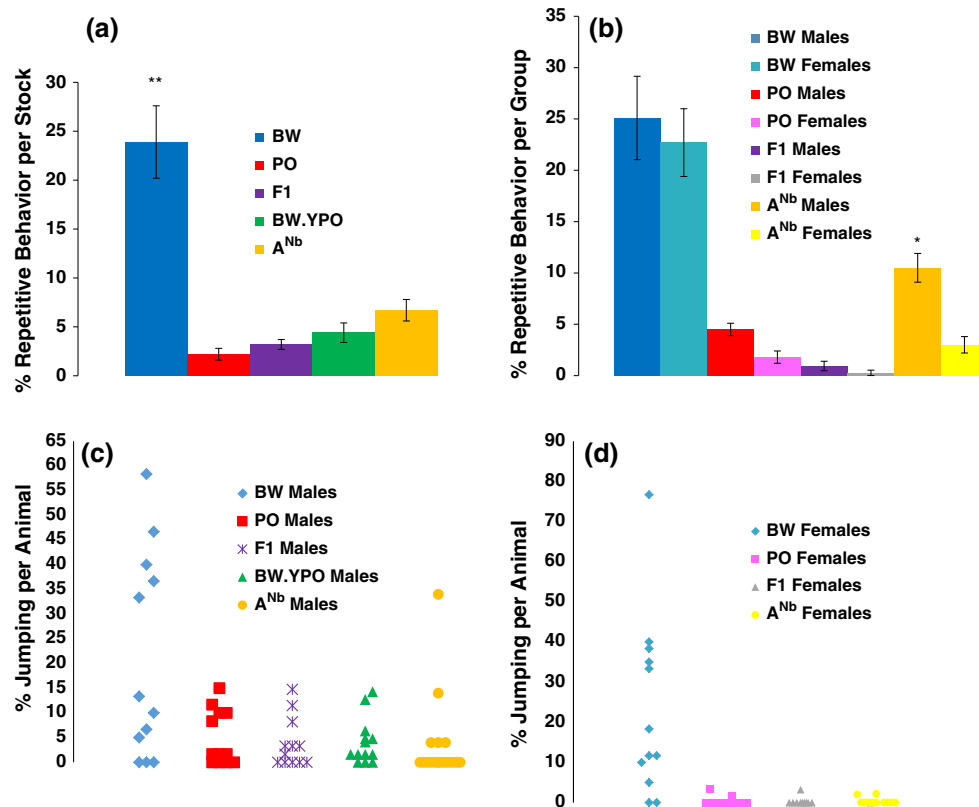 (a)
% Repetitive Behavior per Stock
30
25
20
15
10
5
0
**
BW
PO
F1
BW.YPO
A^Nb
(b)
% Repetitive Behavior per Group
35
30
25
20
15
10
5
0
BW Males
BW Females
PO Males
PO Females
F1 Males
F1 Females
A^Nb Males
A^Nb Females
*
(c)
% Jumping per Animal
65
60
55
50
45
40
35
30
25
20
15
10
5
0
BW Males
PO Males
F1 Males
BW.YPO Males
A^Nb Males
(d)
% Jumping per Animal
90
80
70
60
50
40
30
20
10
0
BW Females
PO Females
F1 Females
A^Nb Females